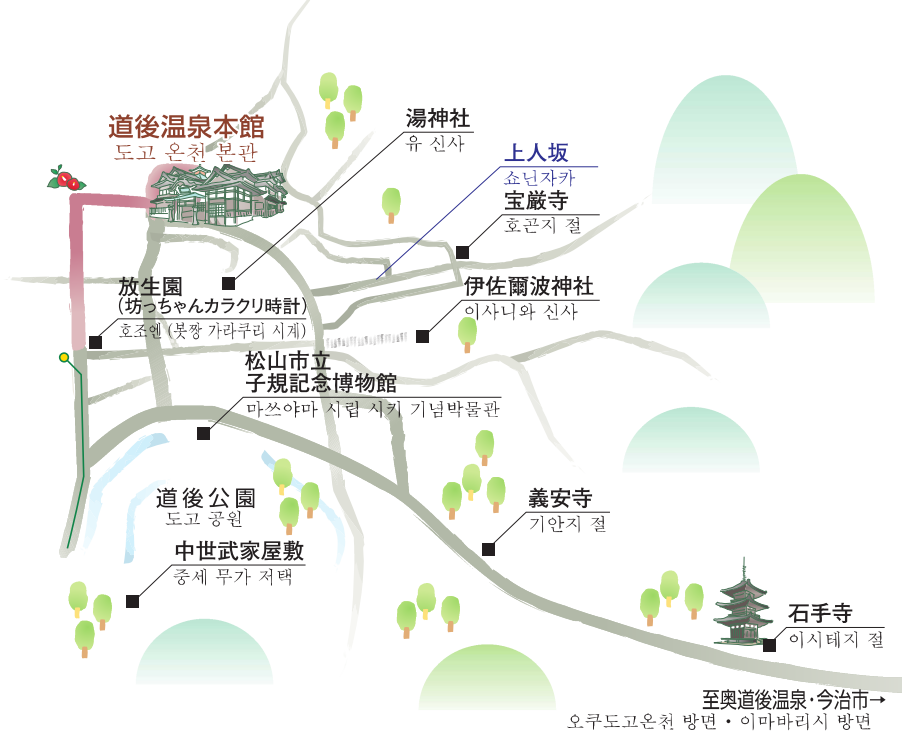 湯神社
유 신사
道後温泉本館
도고 온천 본관
上人坂
쇼닌자카
宝厳寺
호곤지 절
放生園
(坊っちゃんカラクリ時計)
호조엔 (봇짱 가라쿠리 시계)
伊佐爾波神社
이사니와 신사
松山市立
子規記念博物館
마쓰야마 시립 시키 기념박물관
道後公園
도고 공원
義安寺
기안지 절
中世武家屋敷
중세 무가 저택
石手寺
이시테지 절
至奥道後温泉・今治市→
오쿠도고온천 방면・이마바리시 방면